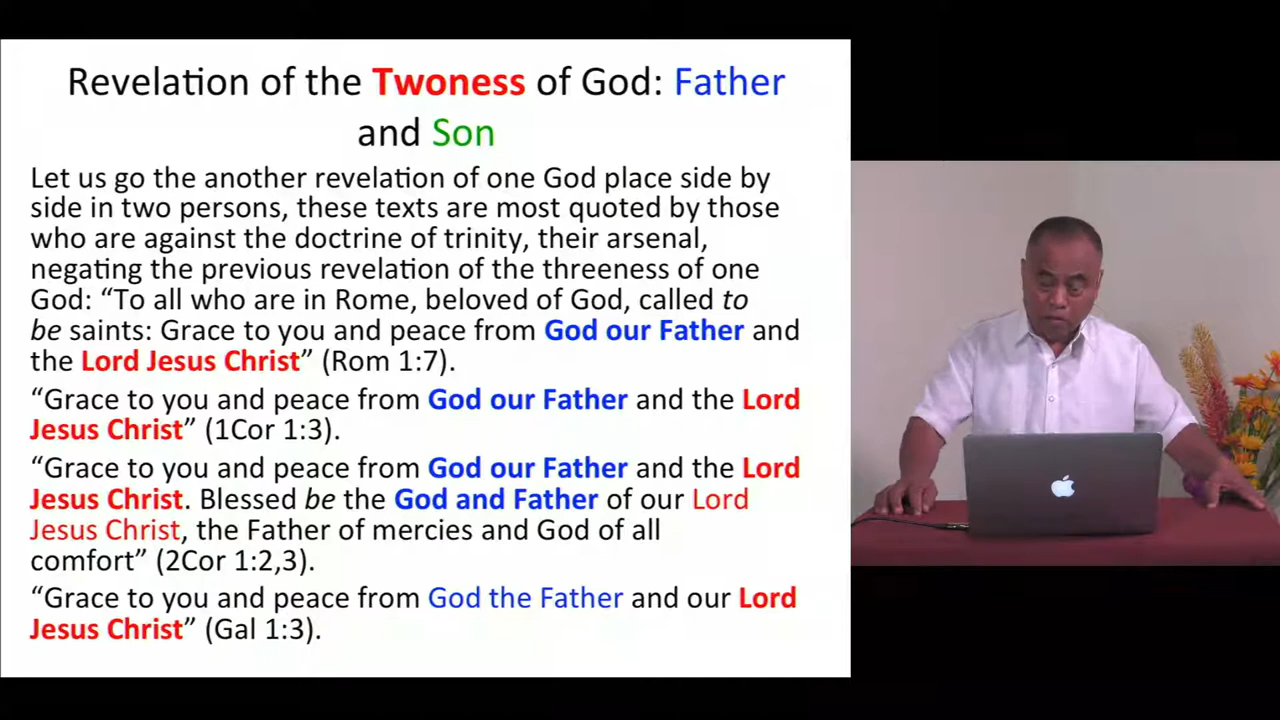 Revelation of the Twoness of God: Father
and Son
Let us go the another revelation of one God place side by
side in two persons, these texts are most quoted by those
who are against the doctrine of trinity, their arsenal,
negating the previous revelation of the threeness of one
God: “To all who are in Rome, beloved of God, called to
be saints: Grace to you and peace from God our Father and
the Lord Jesus Christ” (Rom 1:7).
“Grace to you and peace from God our Father and the Lord
Jesus Christ” (1Cor 1:3).
“Grace to you and peace from God our Father and the Lord
Jesus Christ. Blessed be the God and Father of our Lord
Jesus Christ, the Father of mercies and God of all
comfort” (2Cor 1:2,3).
“Grace to you and peace from God the Father and our Lord
Jesus Christ” (Gal 1:3).